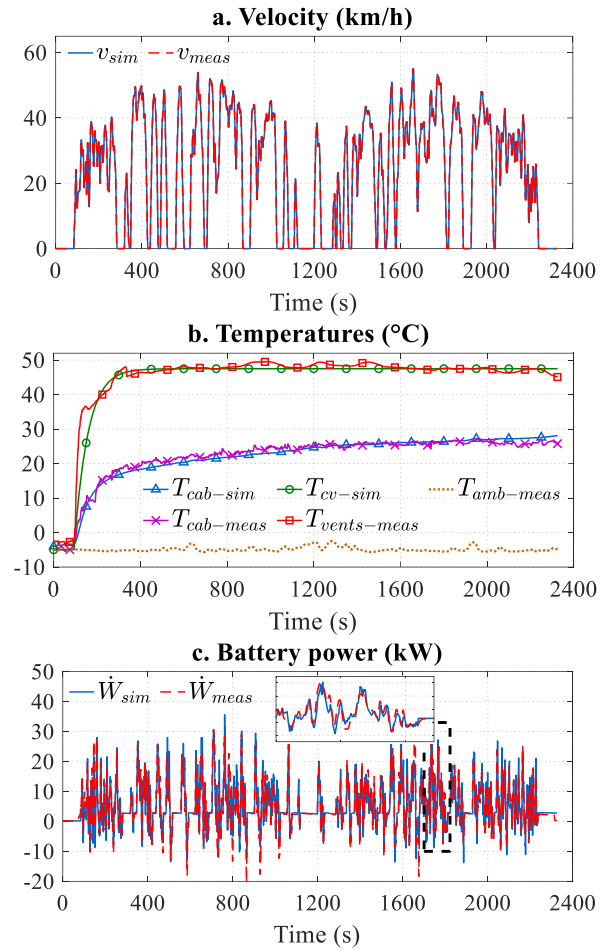 a. Velocity (km/h)
v_sim v_meas
60
40
20
0
0 400 800 1200 1600 2000 2400
Time (s)
b. Temperatures (°C)
50
40
30
20
10
0
-10
T_cab-sim T_cv-sim T_amb-meas
T_cab-meas T_vents-meas
0 400 800 1200 1600 2000 2400
Time (s)
c. Battery power (kW)
50
40
30
20
10
0
-10
-20
Ẇ_sim Ẇ_meas
0 400 800 1200 1600 2000 2400
Time (s)